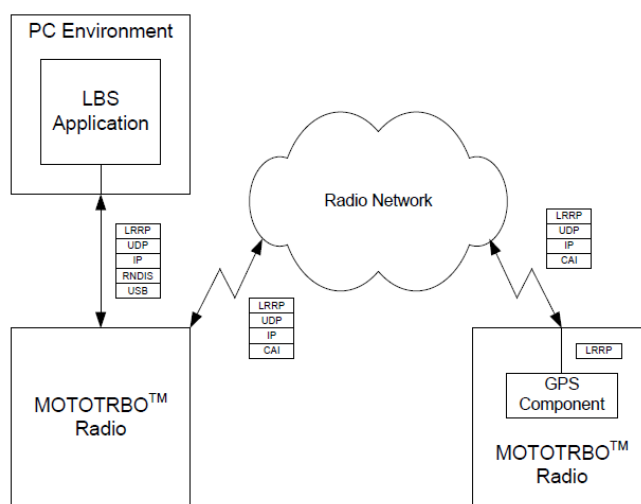 PC Environment
LBS
Application
Radio Network
LRRP
UDP
IP
RNDIS
USB
LRRP
UDP
IP
CAI
LRRP
UDP
IP
CAI
MOTOTRBO™
Radio
LRRP
GPS
Component
MOTOTRBO™
Radio